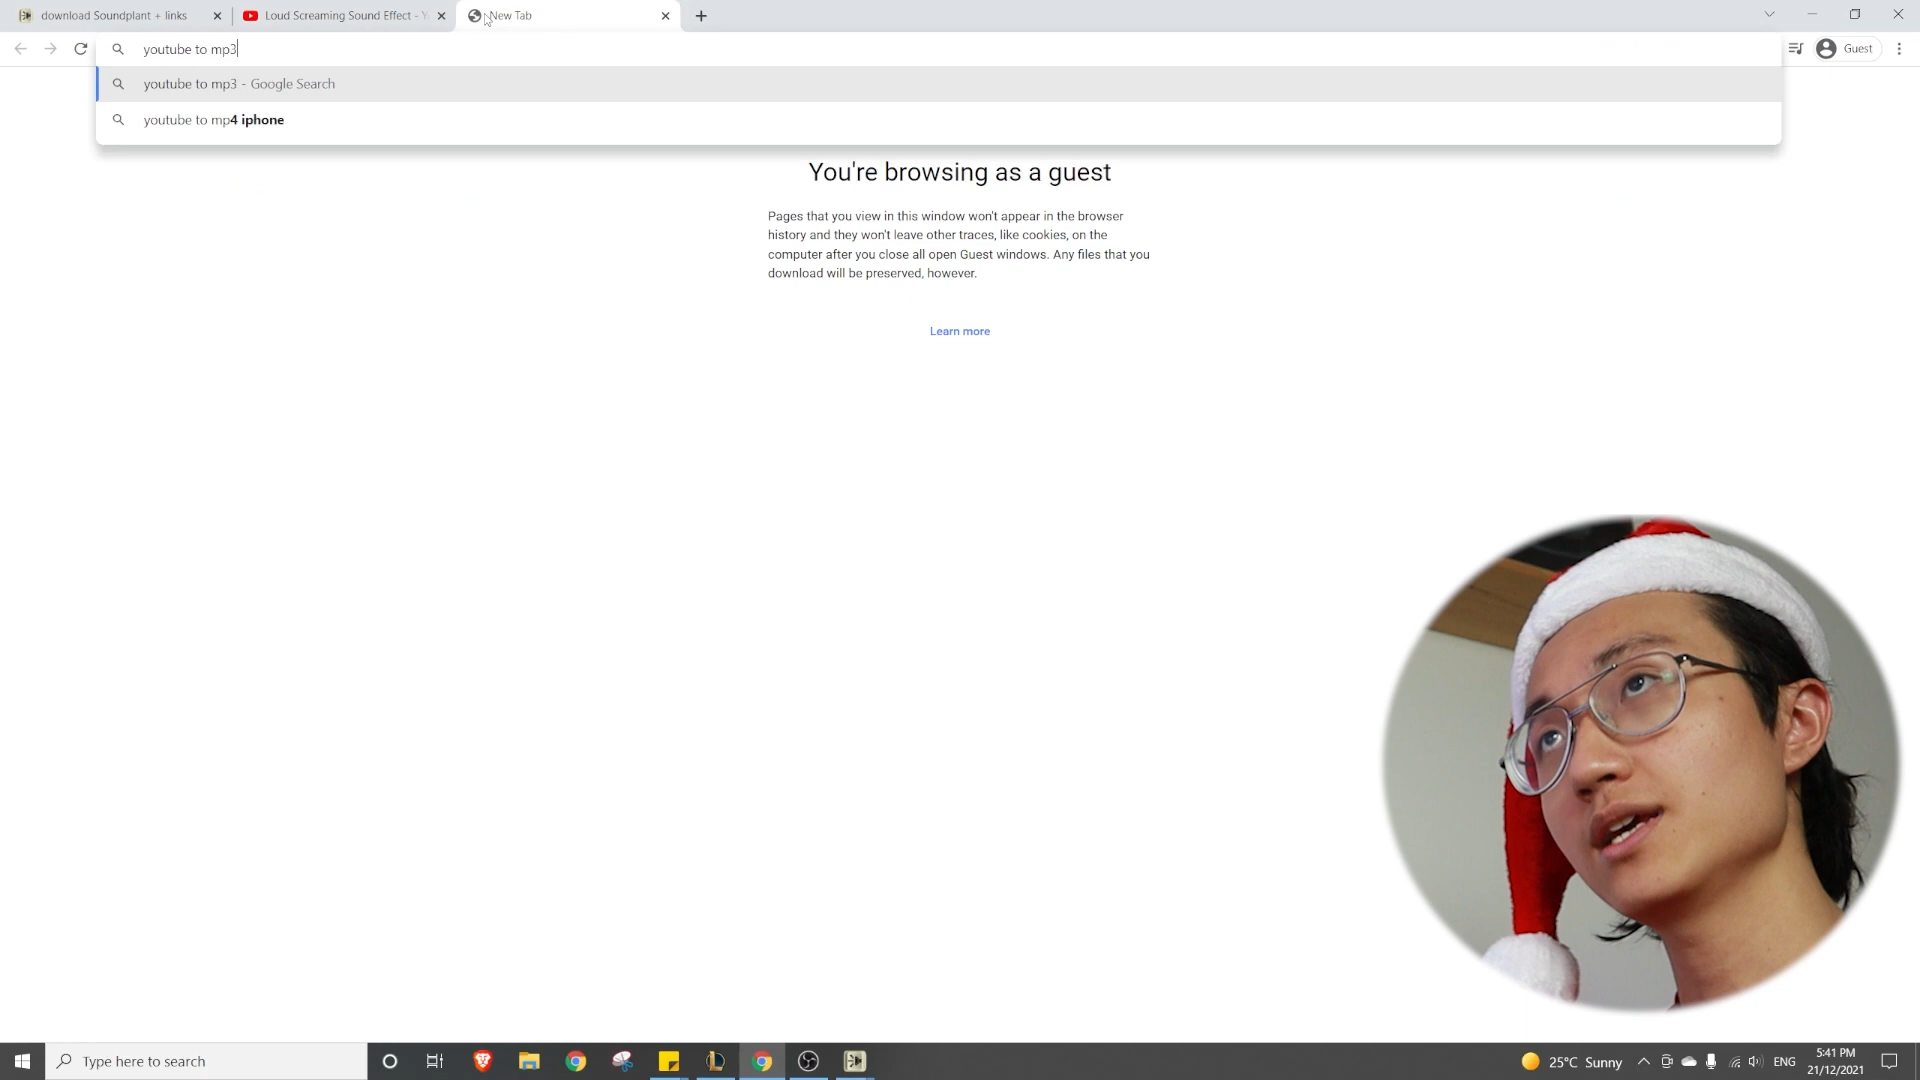 download Soundplant + links
Loud Screaming Sound Effect - Y
New Tab
youtube to mp3
Guest
youtube to mp3 - Google Search
youtube to mp4 iphone
You're browsing as a guest
Pages that you view in this window won't appear in the browser
history and they won't leave other traces, like cookies, on the
computer after you close all open Guest windows. Any files that you
download will be preserved, however.
Learn more
Type here to search
25°C Sunny
ENG
5:41 PM
21/12/2021